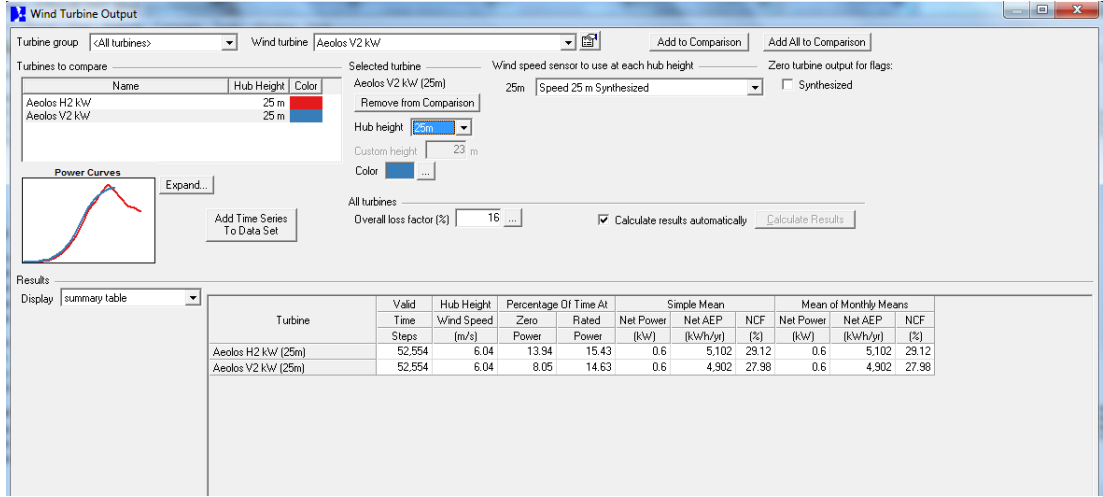 Wind Turbine Output
Turbine group <All turbines> Wind turbine Aeolos V2 kW Add to Comparison Add All to Comparison
Turbines to compare
Name Hub Height Color
Aeolos H2 kW 25 m
Aeolos V2 kW 25 m
Selected turbine
Aeolos V2 kW (25m)
Remove from Comparison
Hub height 25m
Custom height 23 m
Color ...
Wind speed sensor to use at each hub height
25m Speed 25 m Synthesized
Zero turbine output for flags:
Synthesized
Power Curves
Expand...
Add Time Series
To Data Set
All turbines
Overall loss factor (%) 16 ... Calculate results automatically Calculate Results
Results
Display summary table
Valid Hub Height Percentage Of Time At Simple Mean Mean of Monthly Means
Turbine Time Wind Speed Zero Rated Net Power Net AEP NCF Net Power Net AEP NCF
Steps (m/s) Power Power (kW) (kWh/yr) (%) (kW) (kWh/yr) (%)
Aeolos H2 kW (25m) 52,554 6.04 13.94 15.43 0.6 5,102 29.12 0.6 5,102 29.12
Aeolos V2 kW (25m) 52,554 6.04 8.05 14.63 0.6 4,902 27.98 0.6 4,902 27.98